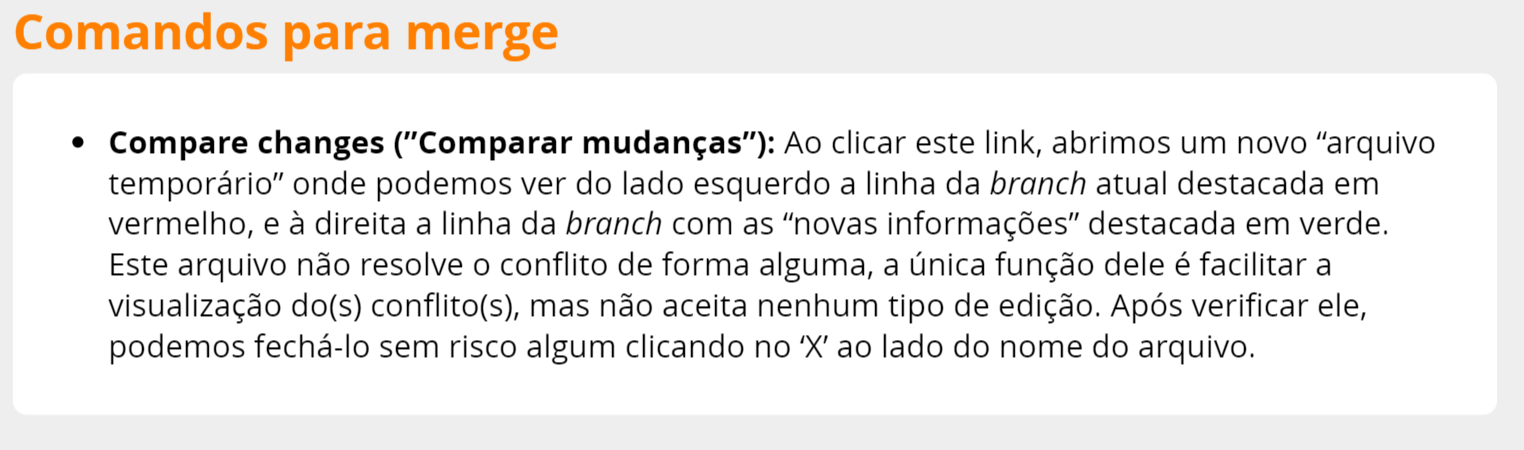 Comandos para merge
• Compare changes (”Comparar mudanças”): Ao clicar este link, abrimos um novo “arquivo
temporário” onde podemos ver do lado esquerdo a linha da branch atual destacada em
vermelho, e à direita a linha da branch com as “novas informações” destacada em verde.
Este arquivo não resolve o conflito de forma alguma, a única função dele é facilitar a
visualização do(s) conflito(s), mas não aceita nenhum tipo de edição. Após verificar ele,
podemos fechá-lo sem risco algum clicando no ‘X’ ao lado do nome do arquivo.